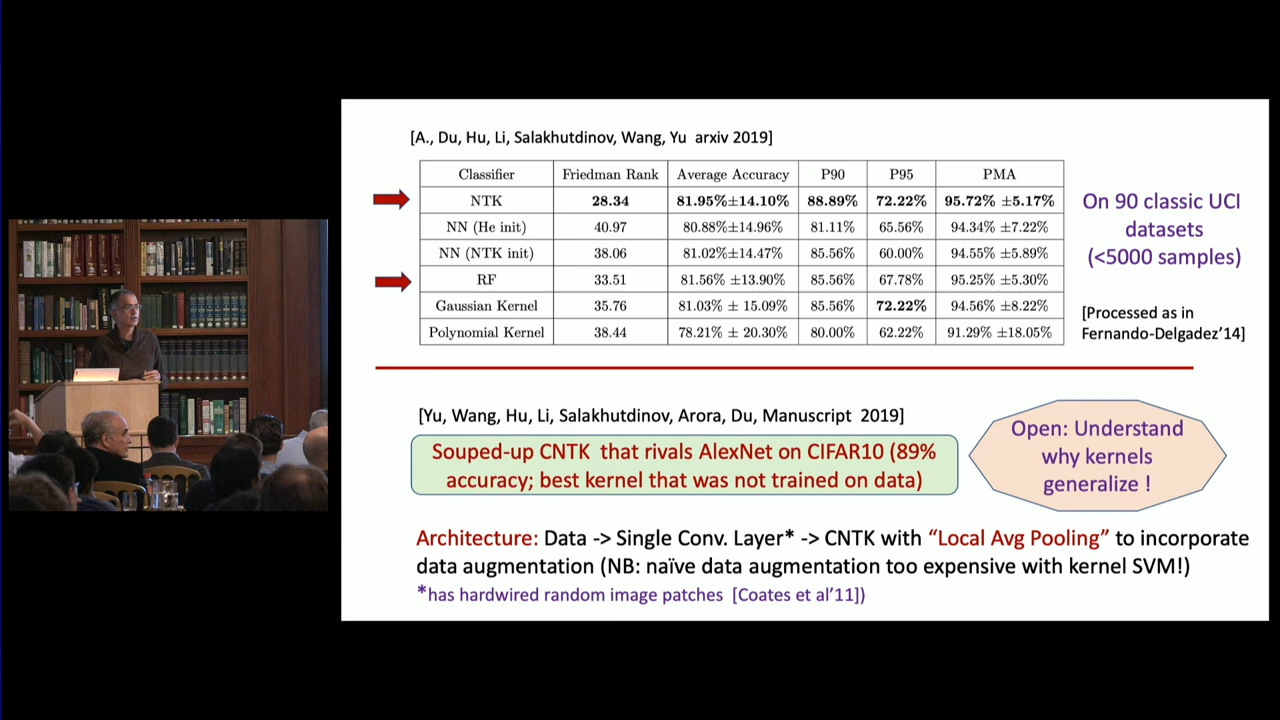 [A., Du, Hu, Li, Salakhutdinov, Wang, Yu arxiv 2019]
Classifier Friedman Rank Average Accuracy P90 P95 PMA
NTK 28.34 81.95%±14.10% 88.89% 72.22% 95.72% ±5.17%
NN (He init) 40.97 80.88%±14.96% 81.11% 65.56% 94.34% ±7.22%
NN (NTK init) 38.06 81.02%±14.47% 85.56% 60.00% 94.55% ±5.89%
RF 33.51 81.56% ±13.90% 85.56% 67.78% 95.25% ±5.30%
Gaussian Kernel 35.76 81.03% ± 15.09% 85.56% 72.22% 94.56% ±8.22%
Polynomial Kernel 38.44 78.21% ± 20.30% 80.00% 62.22% 91.29% ±18.05%
On 90 classic UCI
datasets
(<5000 samples)
[Processed as in
Fernando-Delgadez’14]
[Yu, Wang, Hu, Li, Salakhutdinov, Arora, Du, Manuscript 2019]
Souped-up CNTK that rivals AlexNet on CIFAR10 (89%
accuracy; best kernel that was not trained on data)
Open: Understand
why kernels
generalize !
Architecture: Data -> Single Conv. Layer* -> CNTK with “Local Avg Pooling” to incorporate
data augmentation (NB: naïve data augmentation too expensive with kernel SVM!)
*has hardwired random image patches [Coates et al’11])